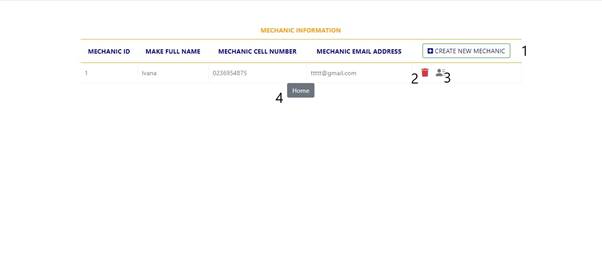 MECHANIC INFORMATION
MECHANIC ID MAKE FULL NAME MECHANIC CELL NUMBER MECHANIC EMAIL ADDRESS CREATE NEW MECHANIC 1
1 Ivana 0236954875 ttttt@gmail.com 2 3
4 Home